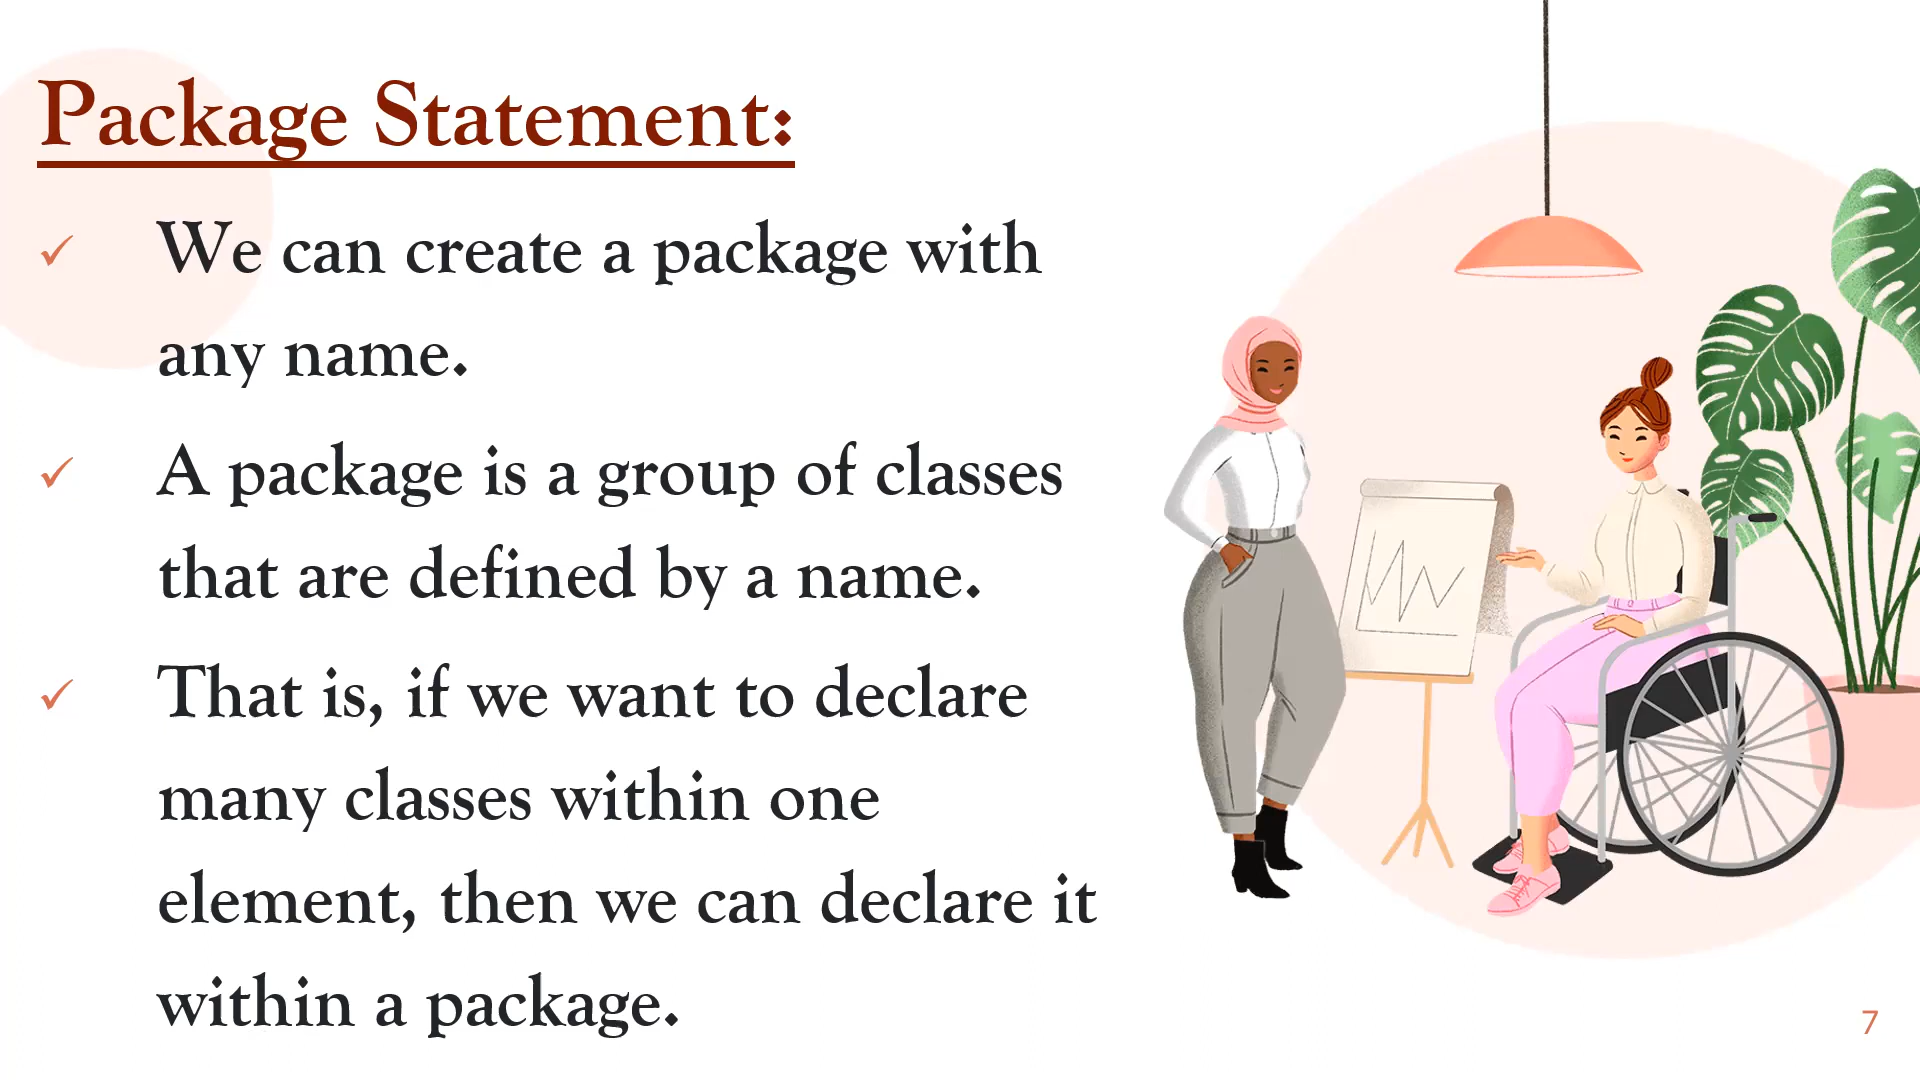 Package Statement:
✓ We can create a package with
any name.
✓ A package is a group of classes
that are defined by a name.
✓ That is, if we want to declare
many classes within one
element, then we can declare it
within a package.
7